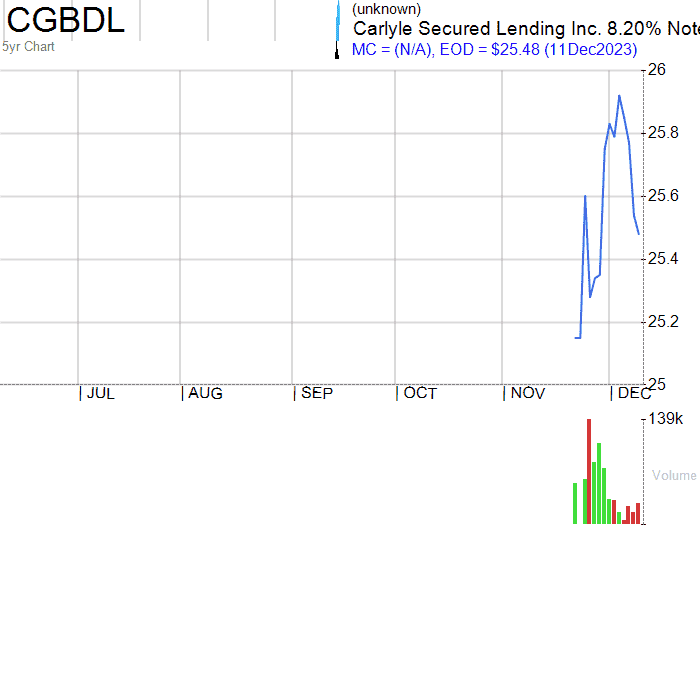 CGBDL
5yr Chart
(unknown)
Carlyle Secured Lending Inc. 8.20% Note
MC = (N/A), EOD = $25.48 (11Dec2023)
26
25.8
25.6
25.4
25.2
25
JUL AUG SEP OCT NOV DEC
139k
Volume